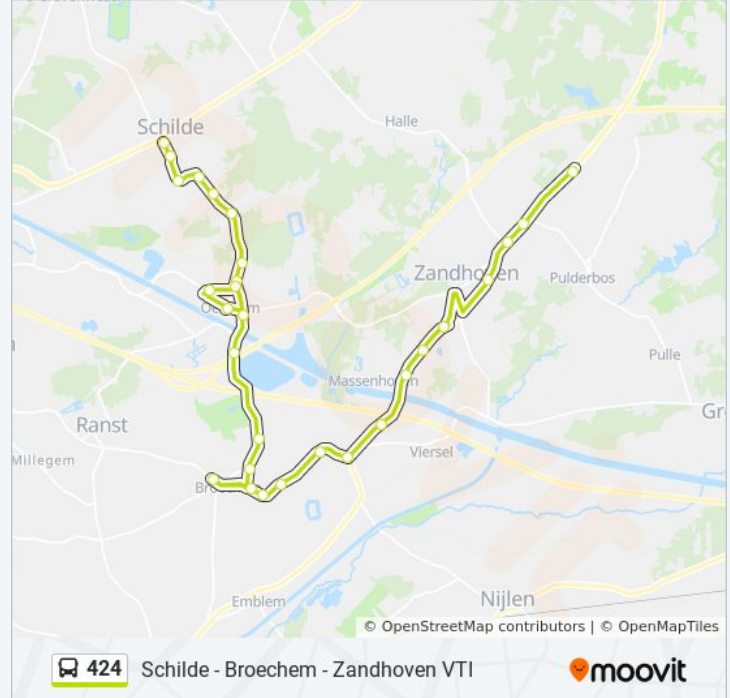 Schilde
Halle
Zandhoven
Pulderbos
Pulle
Massenhoven
Ranst
Viersel
Millegem
Emblem
Nijlen
© OpenStreetMap contributors | © OpenMapTiles
424 Schilde - Broechem - Zandhoven VTI
moovit